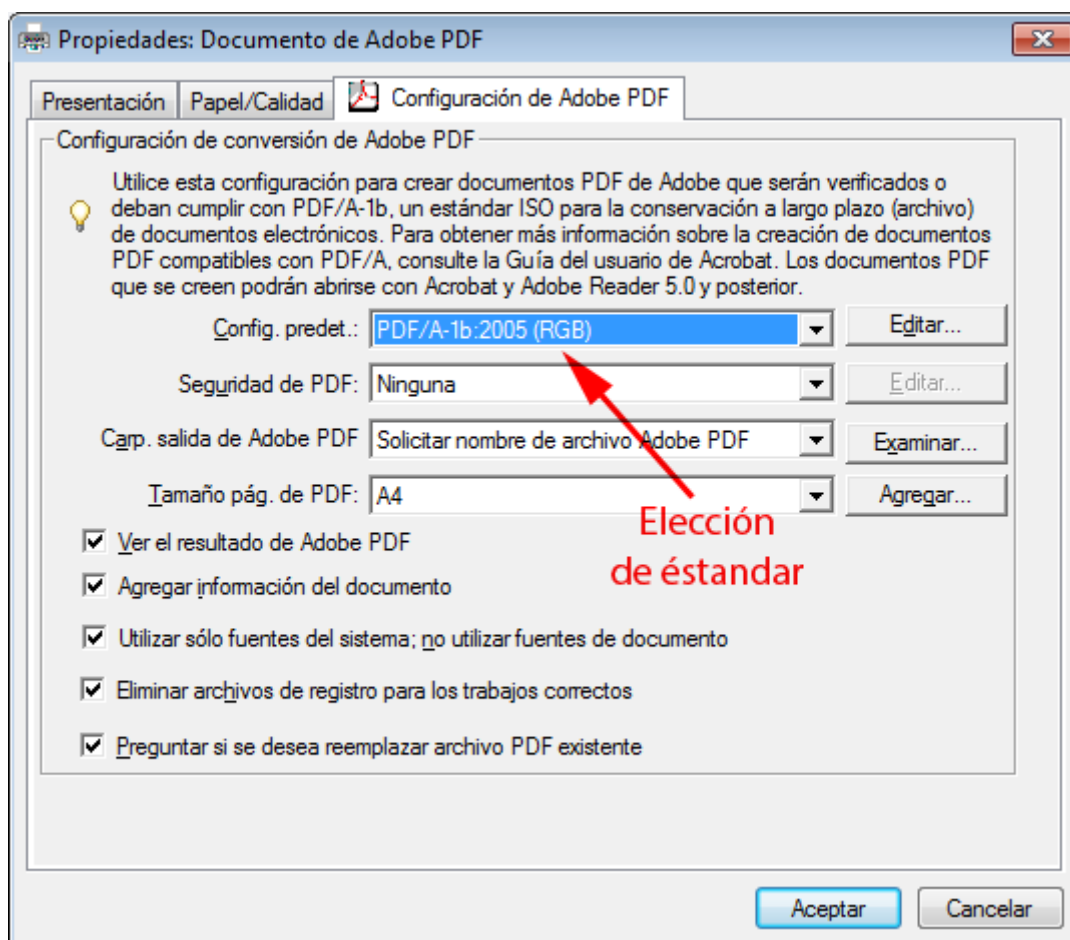 Propiedades: Documento de Adobe PDF
Presentación Papel/Calidad Configuración de Adobe PDF
Configuración de conversión de Adobe PDF
Utilice esta configuración para crear documentos PDF de Adobe que serán verificados o
deban cumplir con PDF/A-1b, un estándar ISO para la conservación a largo plazo (archivo)
de documentos electrónicos. Para obtener más información sobre la creación de documentos
PDF compatibles con PDF/A, consulte la Guía del usuario de Acrobat. Los documentos PDF
que se creen podrán abrirse con Acrobat y Adobe Reader 5.0 y posterior.
Config. predet.: PDF/A-1b:2005 (RGB) Editar...
Seguridad de PDF: Ninguna Editar...
Carp. salida de Adobe PDF Solicitar nombre de archivo Adobe PDF Examinar...
Tamaño pág. de PDF: A4 Agregar...
Elección
de éstandar
Ver el resultado de Adobe PDF
Agregar información del documento
Utilizar sólo fuentes del sistema; no utilizar fuentes de documento
Eliminar archivos de registro para los trabajos correctos
Preguntar si se desea reemplazar archivo PDF existente
Aceptar Cancelar